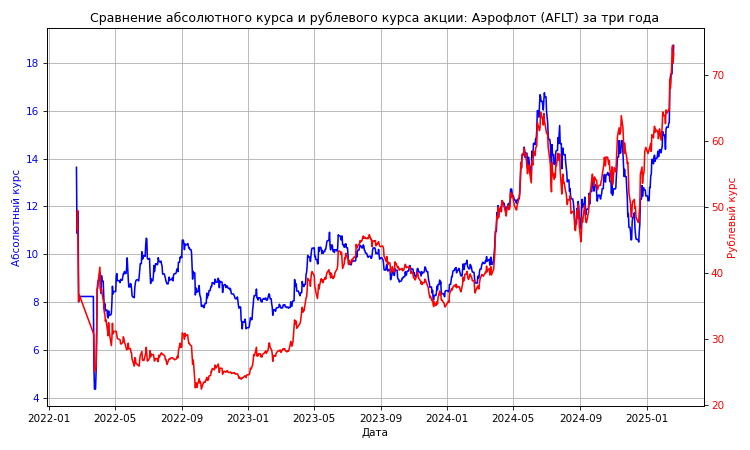 Сравнение абсолютного курса и рублевого курса акции: Аэрофлот (AFLT) за три года
Абсолютный курс
18
16
14
12
10
8
6
4
70
60
50
40
30
20
Рублевый курс
2022-01 2022-05 2022-09 2023-01 2023-05 2023-09 2024-01 2024-05 2024-09 2025-01
Дата